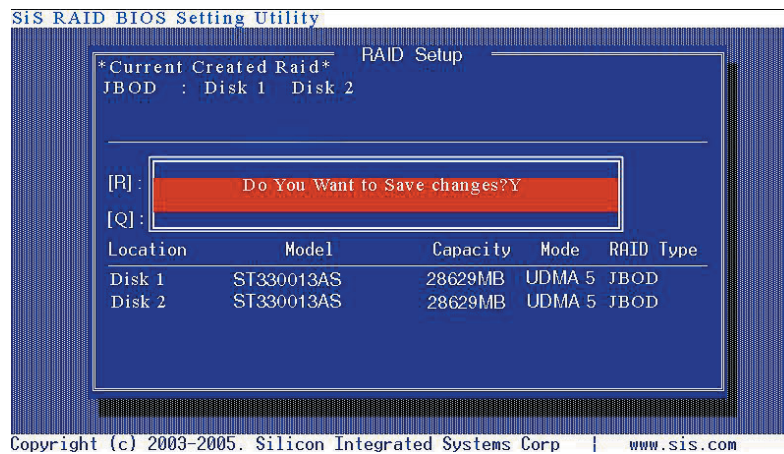 SiS RAID BIOS Setting Utility
RAID Setup
*Current Created Raid*
JBOD : Disk 1 Disk 2
[R] :
Do You Want to Save changes?Y
[Q] :
Location Model Capacity Mode RAID Type
Disk 1 ST330013AS 28629MB UDMA 5 JBOD
Disk 2 ST330013AS 28629MB UDMA 5 JBOD
Copyright (c) 2003-2005. Silicon Integrated Systems Corp | www.sis.com